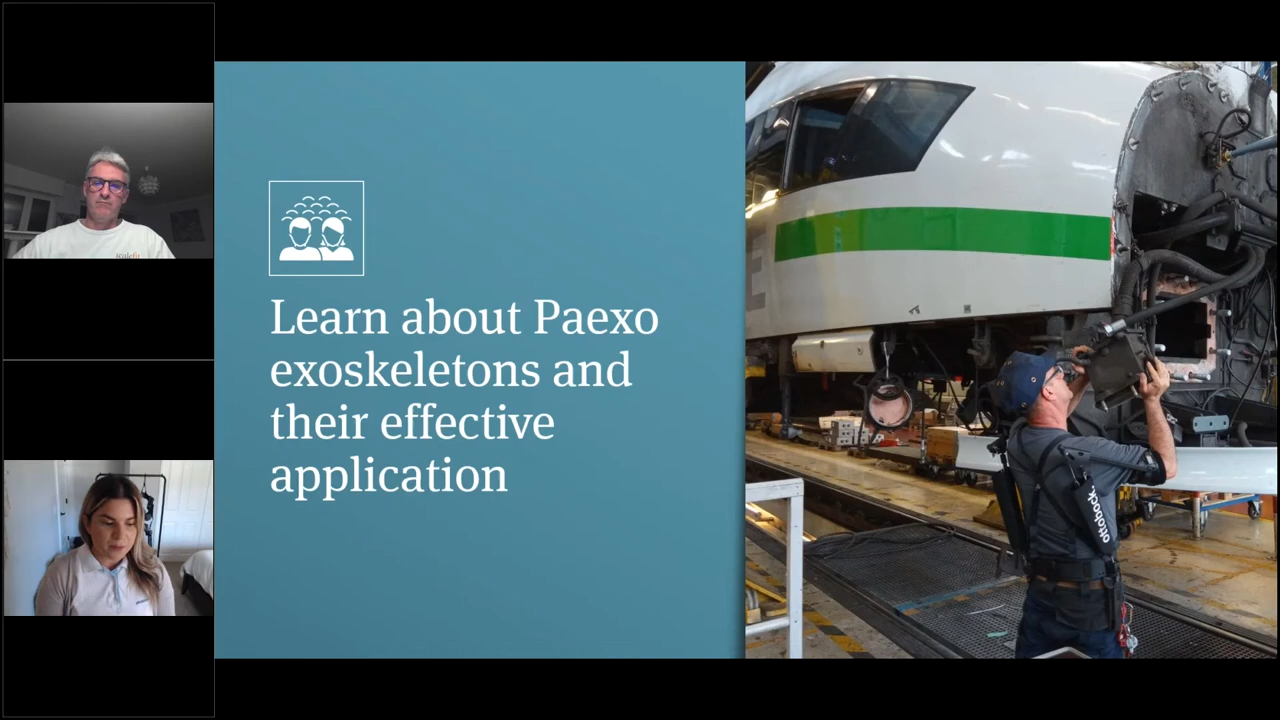 Learn about Paexo
exoskeletons and
their effective
application
ottobock.